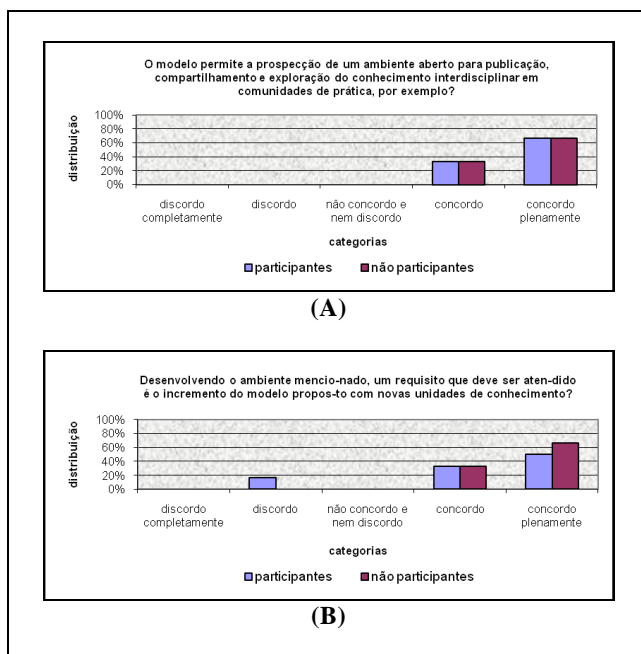 O modelo permite a prospecção de um ambiente aberto para publicação,
compartilhamento e exploração do conhecimento interdisciplinar em
comunidades de prática, por exemplo?
distribuição
100%
80%
60%
40%
20%
0%
discordo completamente
discordo
não concordo e nem discordo
concordo
concordo plenamente
categorias
participantes não participantes
(A)
Desenvolvendo o ambiente mencio-nado, um requisito que deve ser aten-dido
é o incremento do modelo propos-to com novas unidades de conhecimento?
distribuição
100%
80%
60%
40%
20%
0%
discordo completamente
discordo
não concordo e nem discordo
concordo
concordo plenamente
categorias
participantes não participantes
(B)